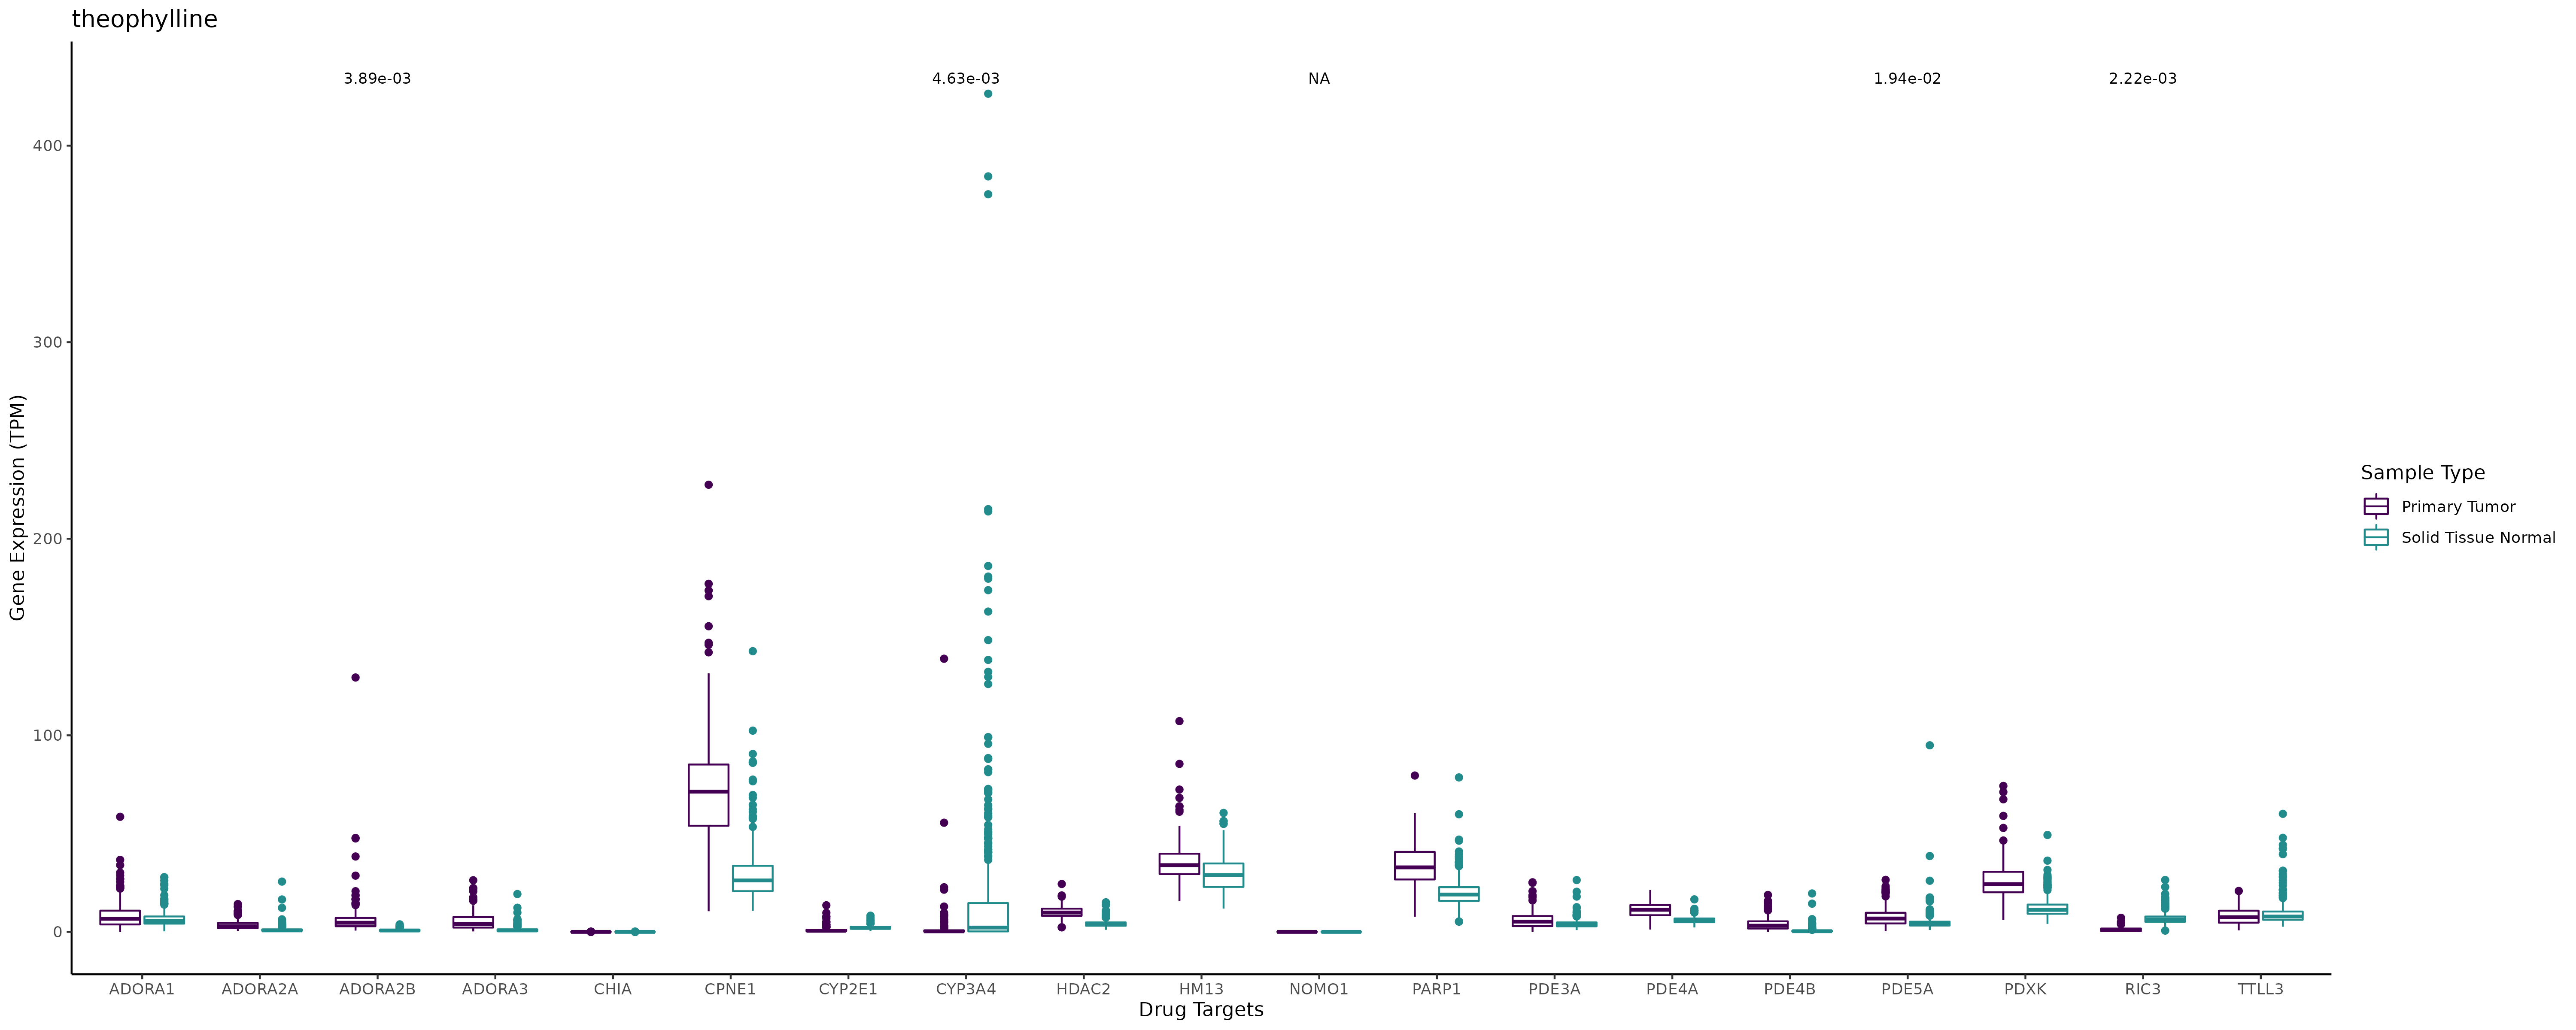 theophylline
3.89e-03 4.63e-03 NA 1.94e-02 2.22e-03
400
300
200
100
0
Gene Expression (TPM)
ADORA1 ADORA2A ADORA2B ADORA3 CHIA CPNE1 CYP2E1 CYP3A4 HDAC2 HM13 NOMO1 PARP1 PDE3A PDE4A PDE4B PDE5A PDXK RIC3 TTLL3
Drug Targets
Sample Type
Primary Tumor
Solid Tissue Normal